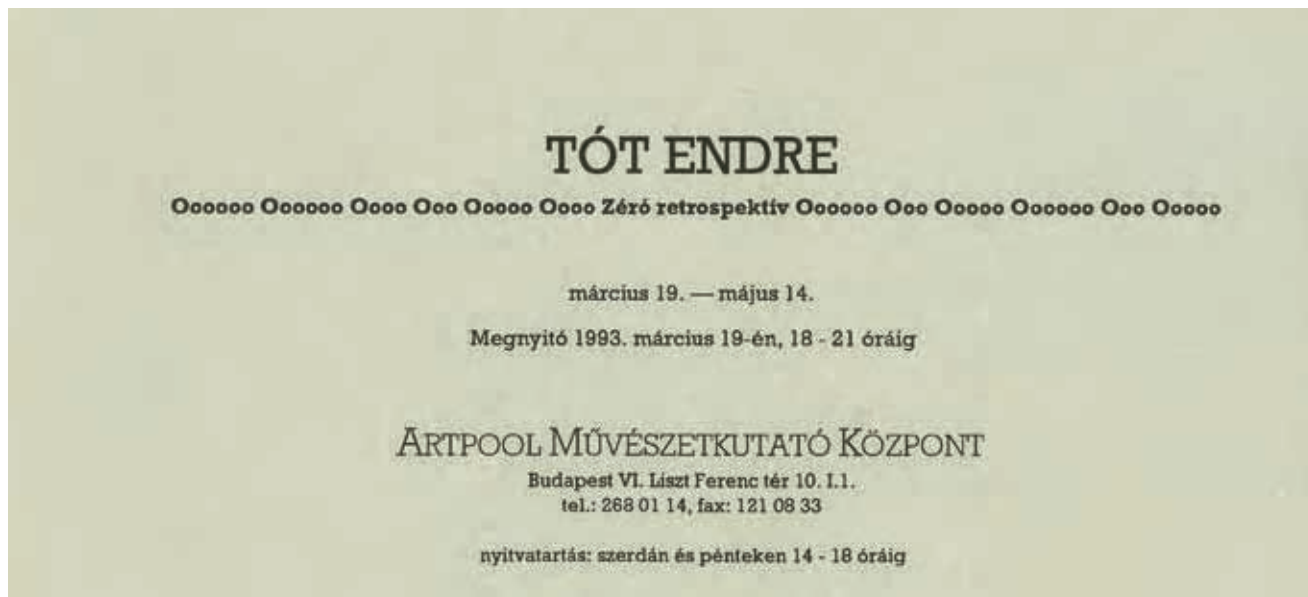 TÓT ENDRE
Oooooo Oooooo Oooo Ooo Ooooo Oooo Zéró retrospektív Oooooo Ooo Ooooo Oooooo Ooo Ooooo
március 19. — május 14.
Megnyitó 1993. március 19-én, 18 - 21 óráig
ARTPOOL MŰVÉSZETKUTATÓ KÖZPONT
Budapest VI. Liszt Ferenc tér 10. I.1.
tel.: 268 01 14, fax: 121 08 33
nyitvatartás: szerdán és pénteken 14 - 18 óráig